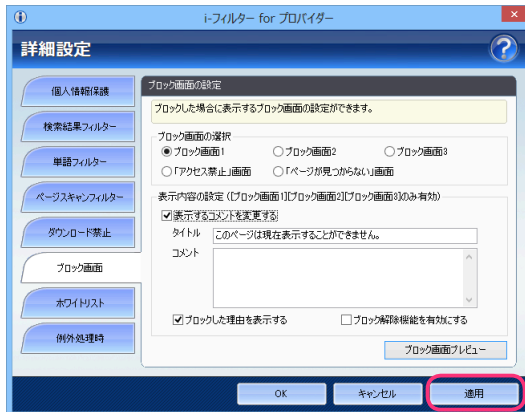 i-フィルター for プロバイダー
詳細設定
個人情報保護
検索結果フィルター
単語フィルター
ページスキャンフィルター
ダウンロード禁止
ブロック画面
ホワイトリスト
例外処理時
ブロック画面の設定
ブロックした場合に表示するブロック画面の設定ができます。
ブロック画面の選択
ブロック画面1 ブロック画面2 ブロック画面3
「アクセス禁止」画面 「ページが見つからない」画面
表示内容の設定([ブロック画面1][ブロック画面2][ブロック画面3]のみ有効)
表示するコメントを変更する
タイトル このページは現在表示することができません。
コメント
ブロックした理由を表示する ブロック解除機能を有効にする
ブロック画面プレビュー
OK キャンセル 適用